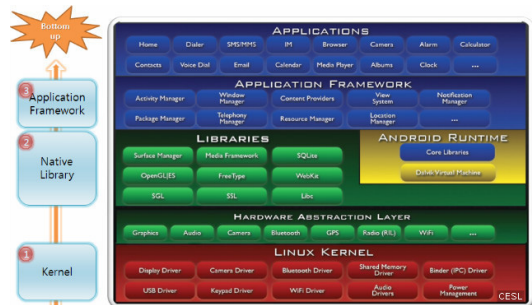 Bottom
up
3
Application
Framework
2
Native
Library
1
Kernel
APPLICATIONS
Home
Dialer
SMS/MMS
IM
Browser
Camera
Alarm
Calculator
Contacts
Voice Dial
Email
Calendar
Media Player
Albums
Clock
...
APPLICATION FRAMEWORK
Activity Manager
Window
Manager
Content Providers
View
System
Notification
Manager
Package Manager
Telephony
Manager
Resource Manager
Location
Manager
...
LIBRARIES
Surface Manager
Media Framework
SQLite
OpenGL|ES
FreeType
WebKit
SGL
SSL
Libc
ANDROID RUNTIME
Core Libraries
Dalvik Virtual Machine
HARDWARE ABSTRACTION LAYER
Graphics
Audio
Camera
Bluetooth
GPS
Radio (RIL)
WiFi
...
LINUX KERNEL
Display Driver
Camera Driver
Bluetooth Driver
Shared Memory
Driver
Binder (IPC) Driver
USB Driver
Keypad Driver
WiFi Driver
Audio
Drivers
Power
Management
CESL